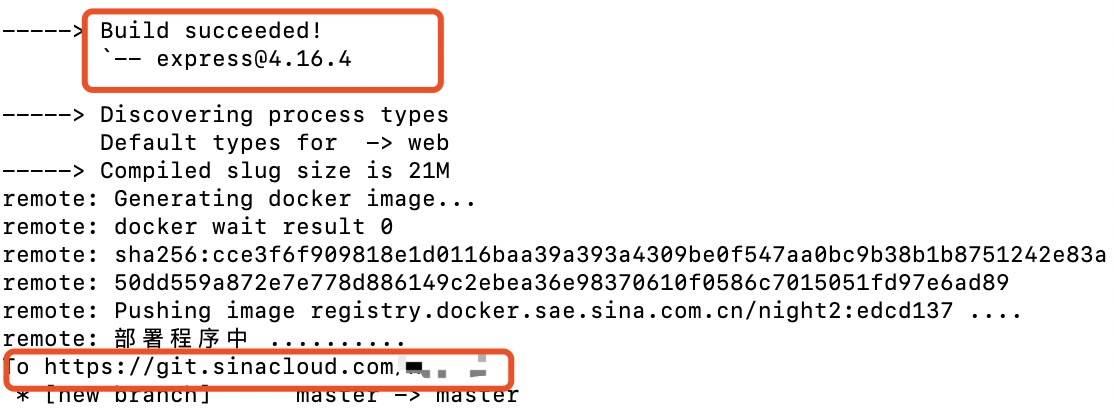 -----> Build succeeded!
`-- express@4.16.4
-----> Discovering process types
Default types for  -> web
-----> Compiled slug size is 21M
remote: Generating docker image...
remote: docker wait result 0
remote: sha256:cce3f6f909818e1d0116baa39a393a4309be0f547aa0bc9b38b1b8751242e83a
remote: 50dd559a872e7e778d886149c2ebea36e98370610f0586c7015051fd97e6ad89
remote: Pushing image registry.docker.sae.sina.com.cn/night2:edcd137 ....
remote: 部署程序中 ..........
To https://git.sinacloud.com
* [new branch]      master -> master